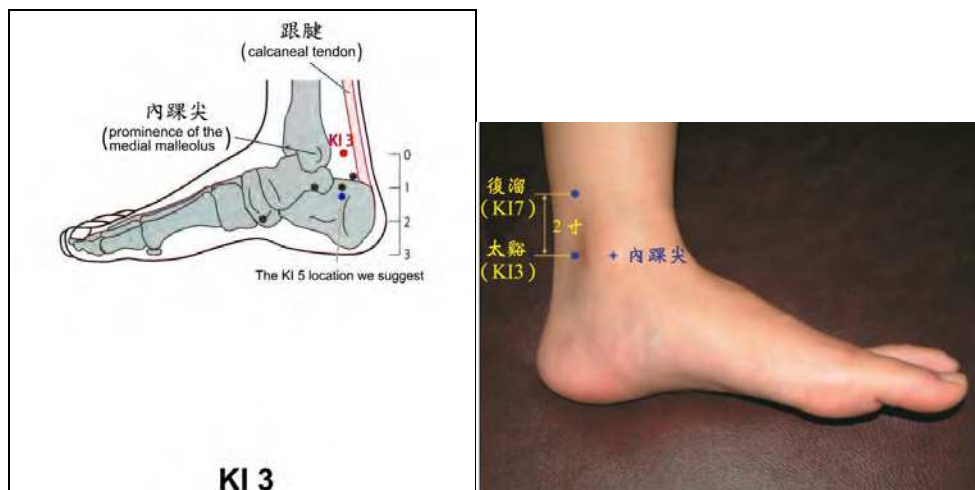 跟腱
(calcaneal tendon)
內踝尖
(prominence of the medial malleolus)
KI 3
0
1
2
3
The KI 5 location we suggest
KI 3
復溜
(KI7)
2寸
太谿
(KI3)
內踝尖